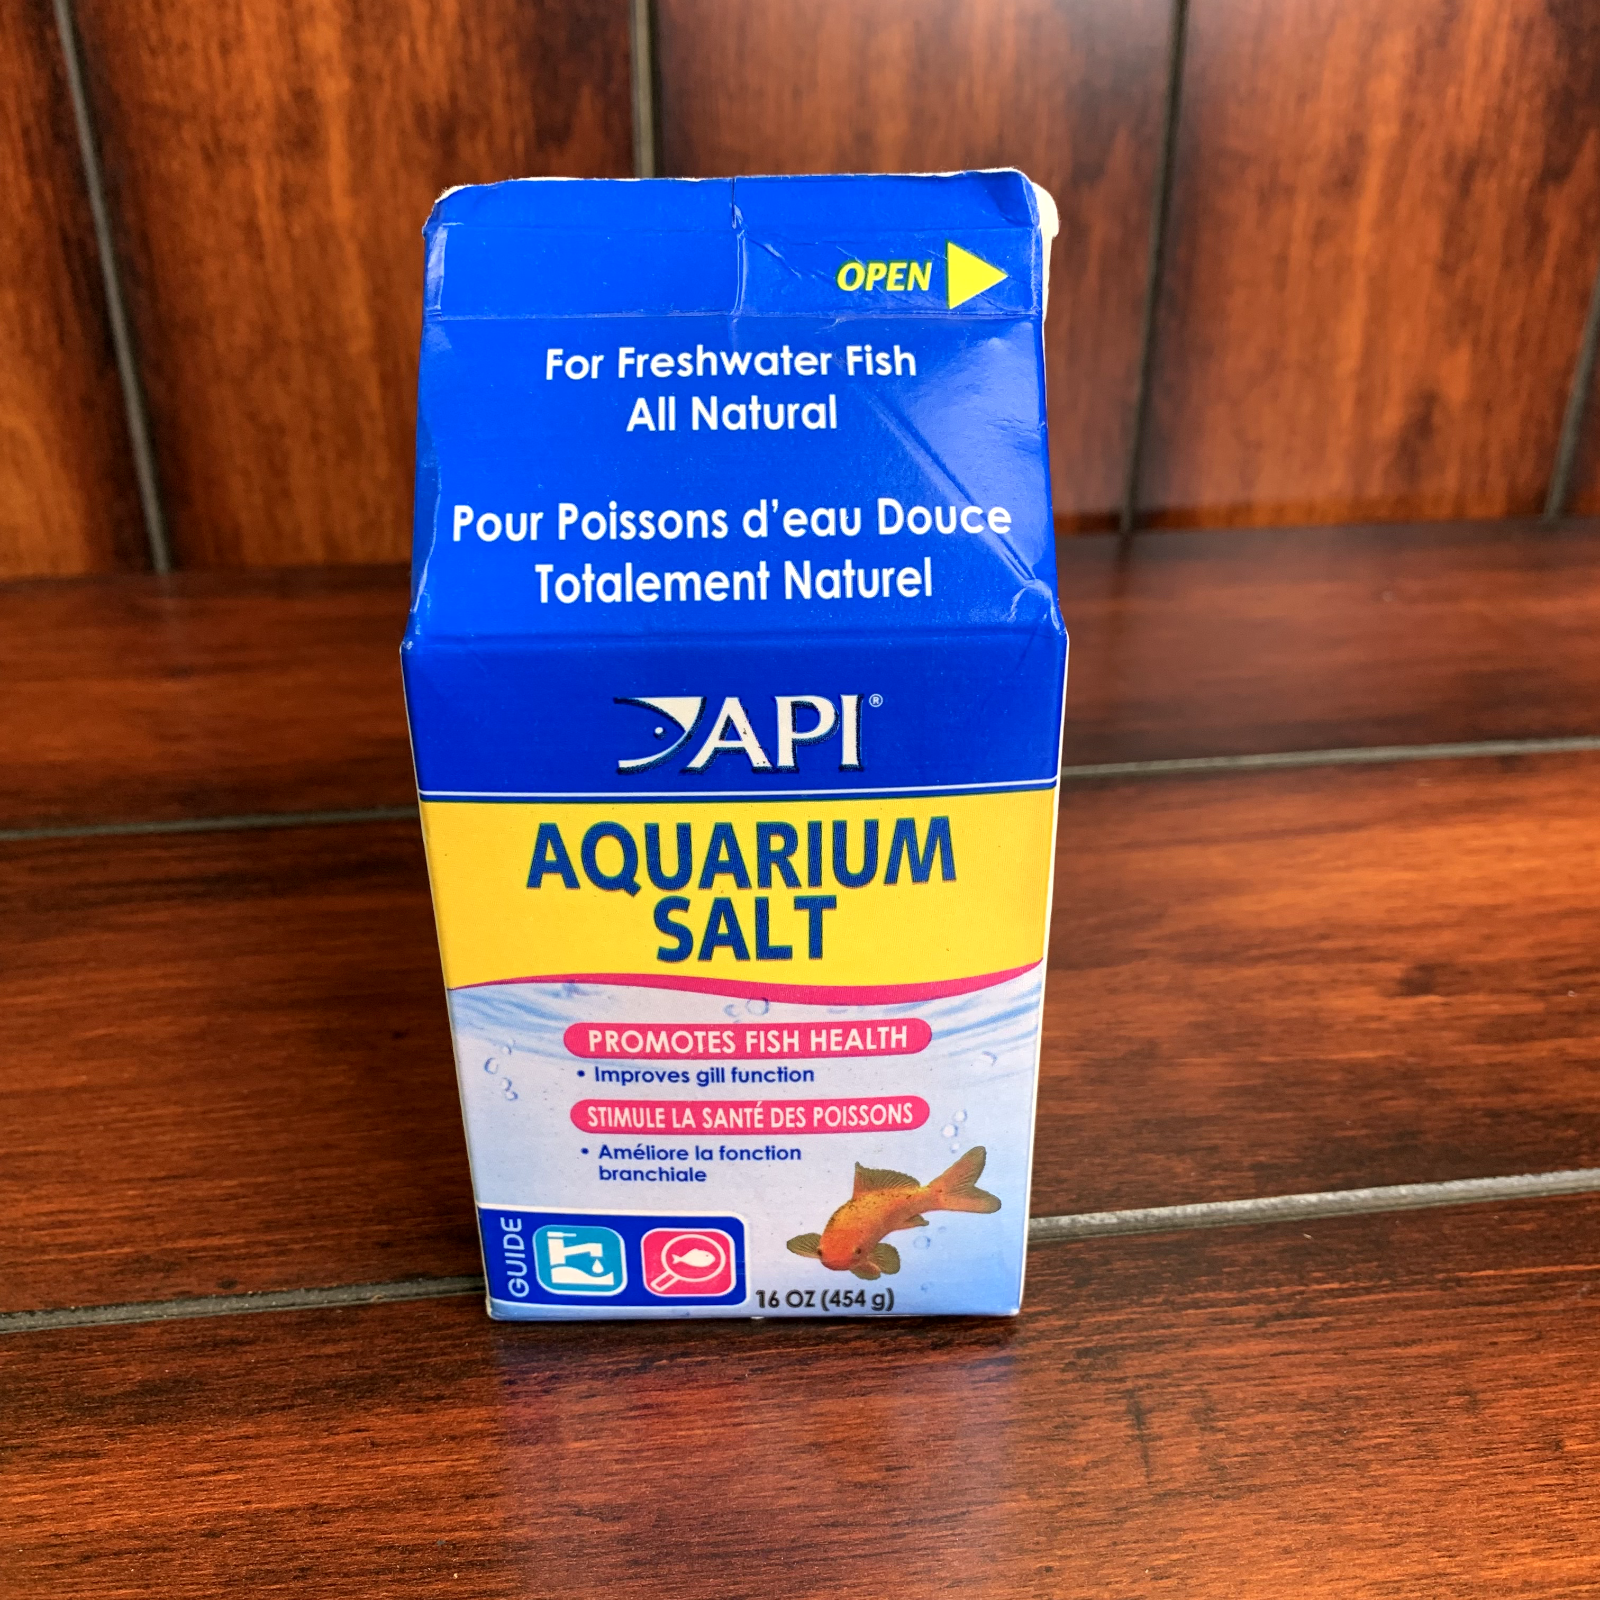 OPEN
For Freshwater Fish
All Natural
Pour Poissons d'eau Douce
Totalement Naturel
API®
AQUARIUM
SALT
PROMOTES FISH HEALTH
• Improves gill function
STIMULE LA SANTÉ DES POISSONS
• Améliore la fonction
branchiale
GUIDE
16 OZ (454 g)